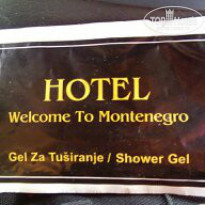 HOTEL
Welcome To Montenegro
Gel Za Tuširanje / Shower Gel